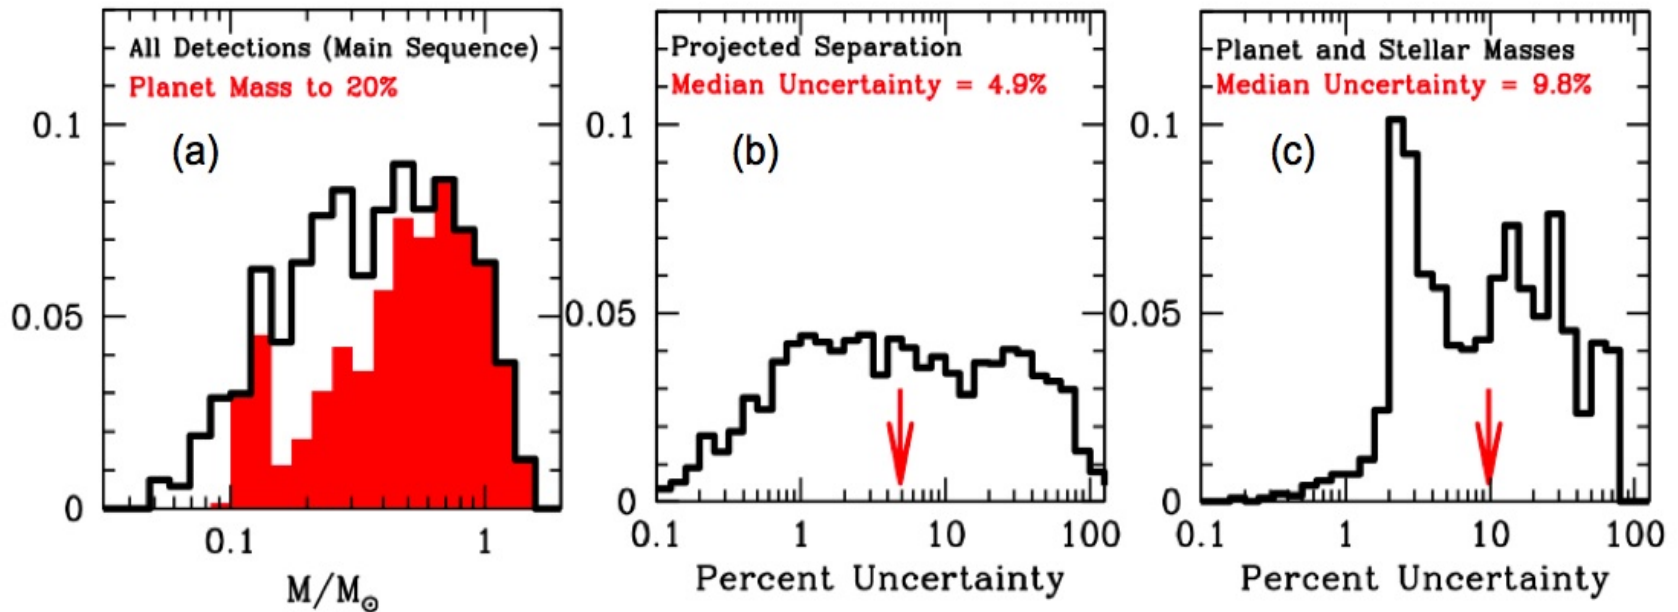 All Detections (Main Sequence)
Planet Mass to 20%
(a)
0.1
0.05
0
0.1
1
M/M⊙
Projected Separation
Median Uncertainty = 4.9%
(b)
0.1
0.05
0
0.1
1
10
100
Percent Uncertainty
Planet and Stellar Masses
Median Uncertainty = 9.8%
(c)
0.1
0.05
0
0.1
1
10
100
Percent Uncertainty